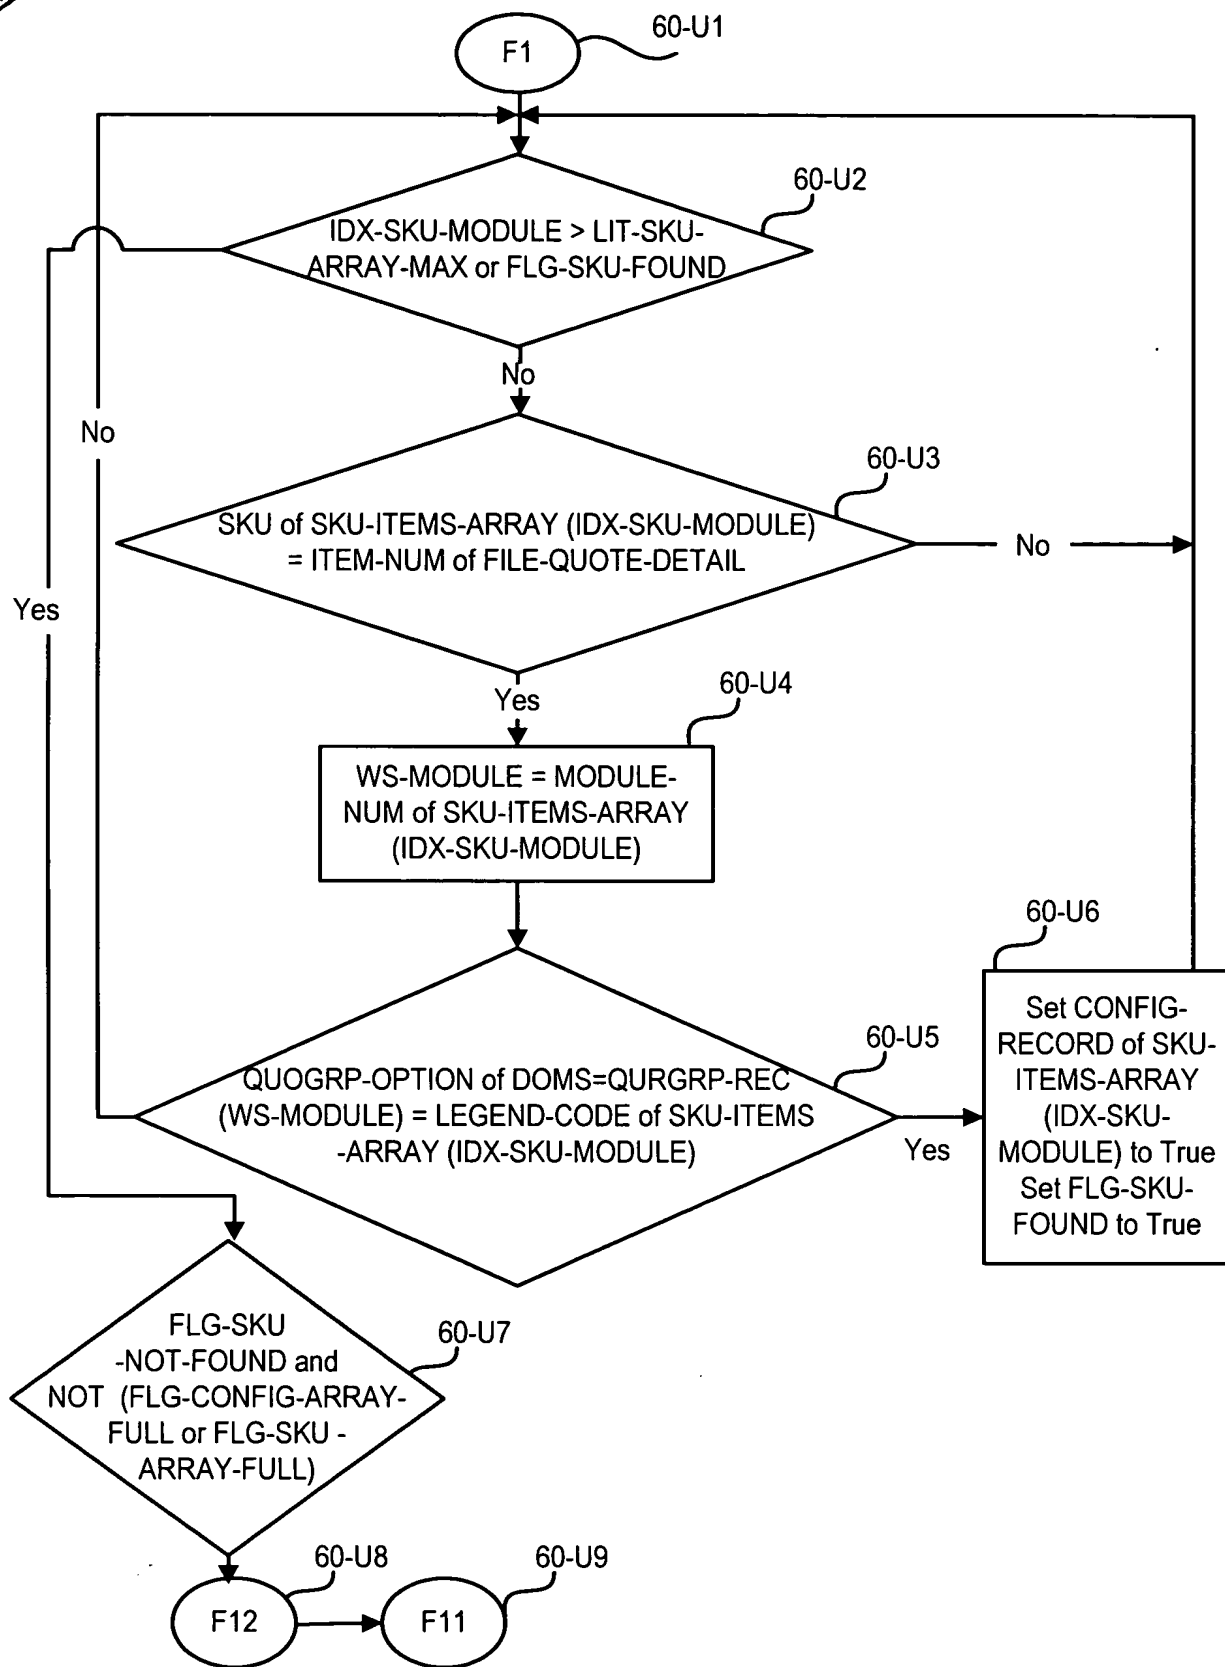 F1
60-U1
60-U2
IDX-SKU-MODULE > LIT-SKU-
ARRAY-MAX or FLG-SKU-FOUND
No
No
60-U3
SKU of SKU-ITEMS-ARRAY (IDX-SKU-MODULE)
= ITEM-NUM of FILE-QUOTE-DETAIL
No
Yes
Yes
60-U4
WS-MODULE = MODULE-
NUM of SKU-ITEMS-ARRAY
(IDX-SKU-MODULE)
60-U6
Set CONFIG-
RECORD of SKU-
ITEMS-ARRAY
(IDX-SKU-
MODULE) to True
Set FLG-SKU-
FOUND to True
60-U5
QUOGRP-OPTION of DOMS=QURGRP-REC
(WS-MODULE) = LEGEND-CODE of SKU-ITEMS
-ARRAY (IDX-SKU-MODULE)
Yes
60-U7
FLG-SKU
-NOT-FOUND and
NOT (FLG-CONFIG-ARRAY-
FULL or FLG-SKU -
ARRAY-FULL)
60-U8
60-U9
F12
F11